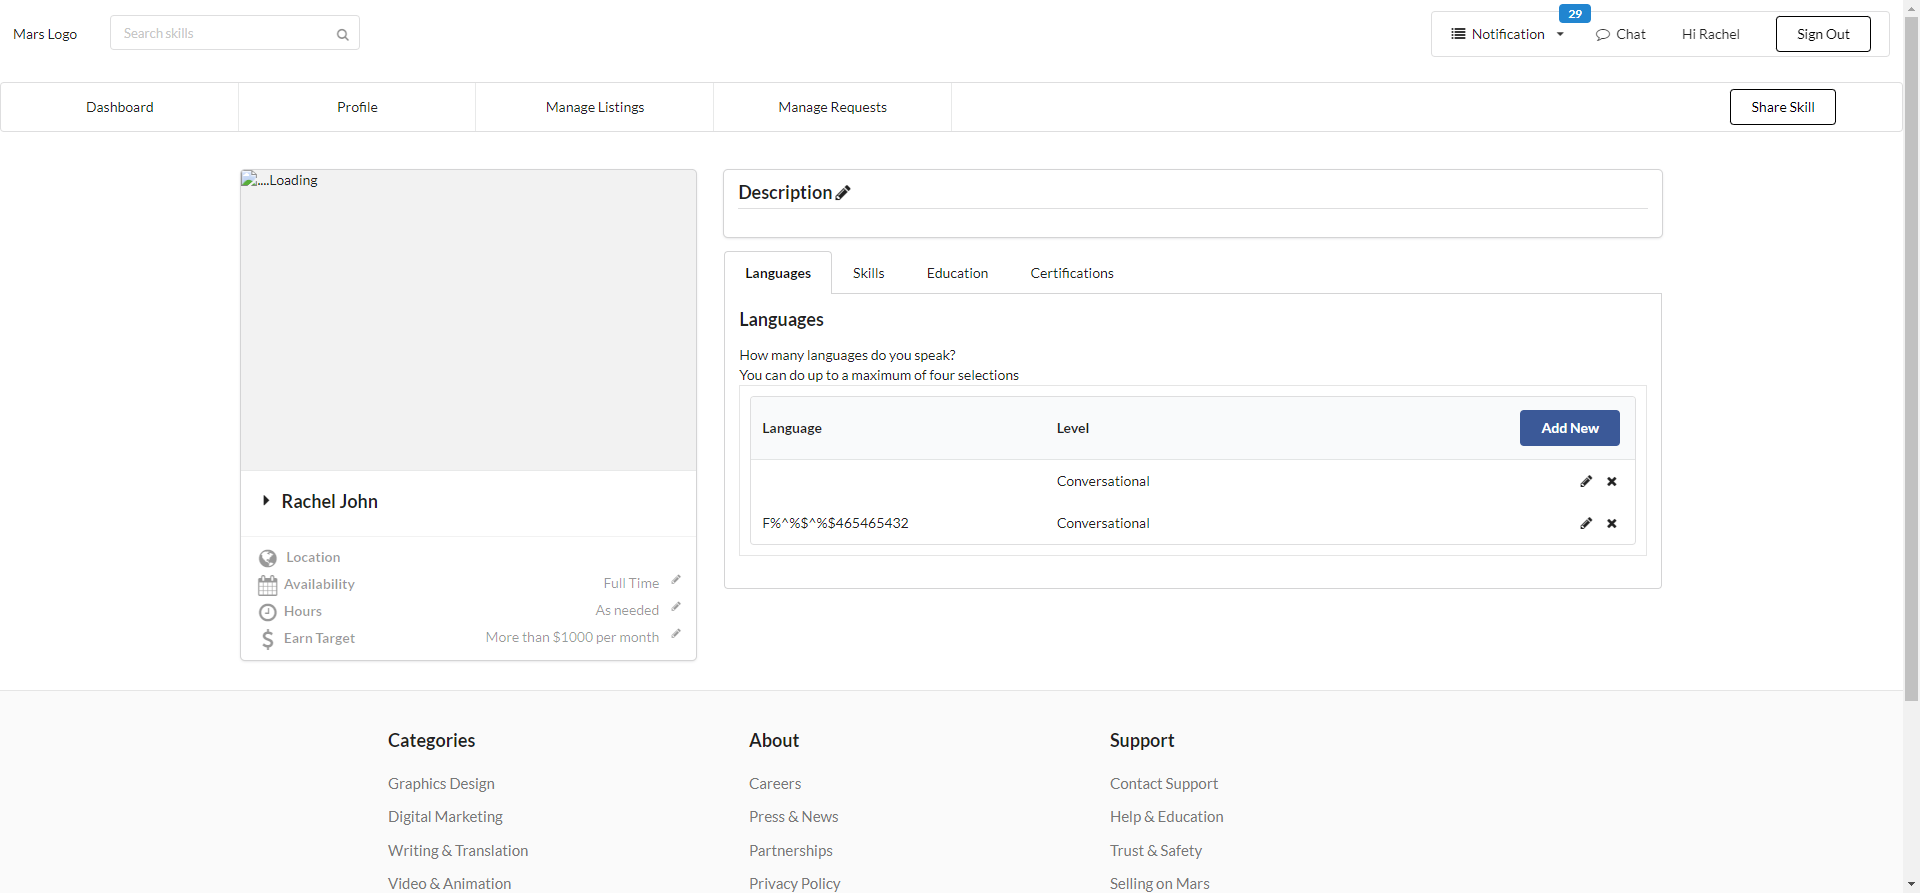 Mars Logo
Search skills
29
Notification
Chat
Hi Rachel
Sign Out
Dashboard
Profile
Manage Listings
Manage Requests
Share Skill
....Loading
Rachel John
Location
Availability
Full Time
Hours
As needed
Earn Target
More than $1000 per month
Description
Languages
Skills
Education
Certifications
Languages
How many languages do you speak?
You can do up to a maximum of four selections
Language
Level
Add New
Conversational
F%^%$^%$465465432
Conversational
Categories
Graphics Design
Digital Marketing
Writing & Translation
Video & Animation
About
Careers
Press & News
Partnerships
Privacy Policy
Support
Contact Support
Help & Education
Trust & Safety
Selling on Mars